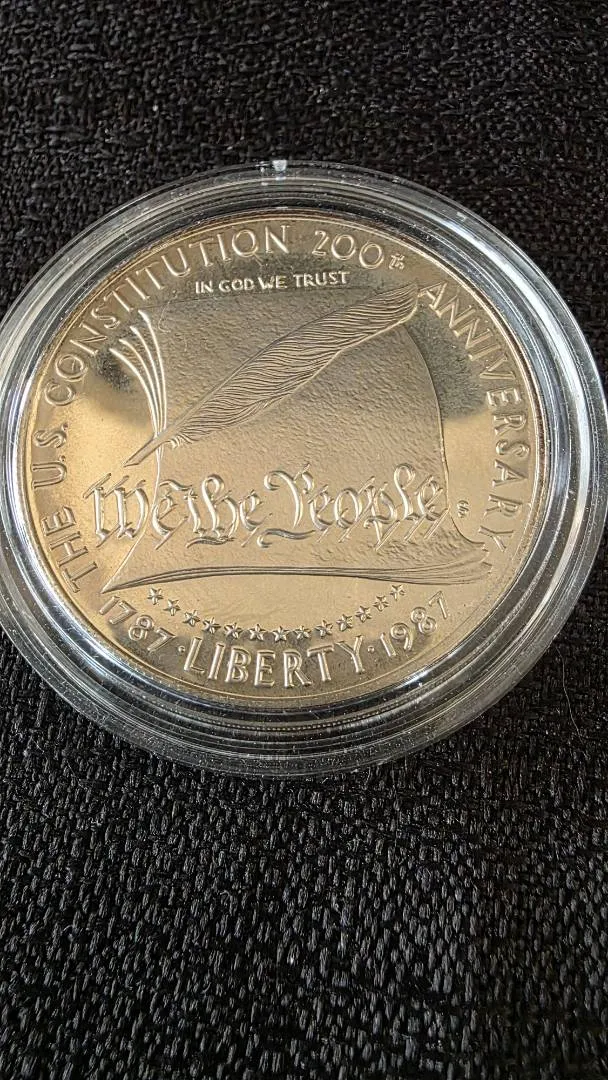 THE U.S. CONSTITUTION 200TH ANNIVERSARY
IN GOD WE TRUST
We the People
S
1787 · LIBERTY · 1987